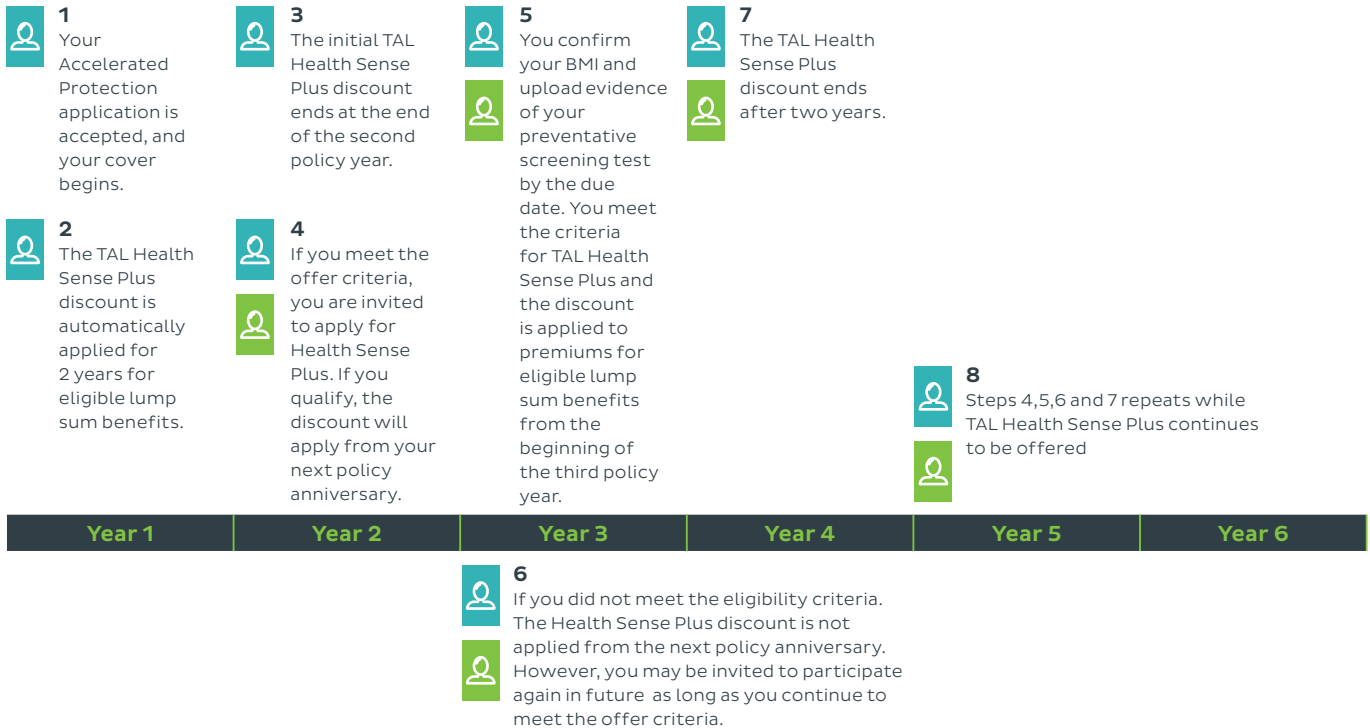 1
Your
Accelerated
Protection
application is
accepted, and
your cover
begins.
2
The TAL Health
Sense Plus
discount is
automatically
applied for
2 years for
eligible lump
sum benefits.
3
The initial TAL
Health Sense
Plus discount
ends at the end
of the second
policy year.
4
If you meet the
offer criteria,
you are invited
to apply for
Health Sense
Plus. If you
qualify, the
discount will
apply from your
next policy
anniversary.
5
You confirm
your BMI and
upload evidence
of your
preventative
screening test
by the due
date. You meet
the criteria
for TAL Health
Sense Plus and
the discount
is applied to
premiums for
eligible lump
sum benefits
from the
beginning of
the third policy
year.
7
The TAL Health
Sense Plus
discount ends
after two years.
8
Steps 4,5,6 and 7 repeats while
TAL Health Sense Plus continues
to be offered
Year 1
Year 2
Year 3
Year 4
Year 5
Year 6
6
If you did not meet the eligibility criteria.
The Health Sense Plus discount is not
applied from the next policy anniversary.
However, you may be invited to participate
again in future as long as you continue to
meet the offer criteria.